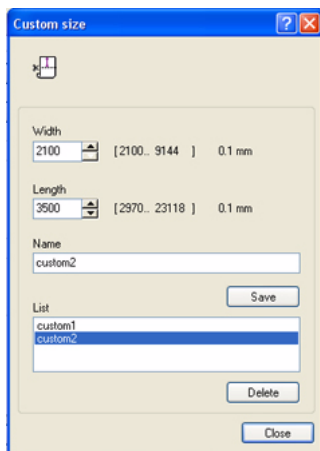 Custom size
Width
2100 [2100.. 9144 ] 0.1 mm
Length
3500 [2970.. 23118 ] 0.1 mm
Name
custom2
Save
List
custom1
custom2
Delete
Close